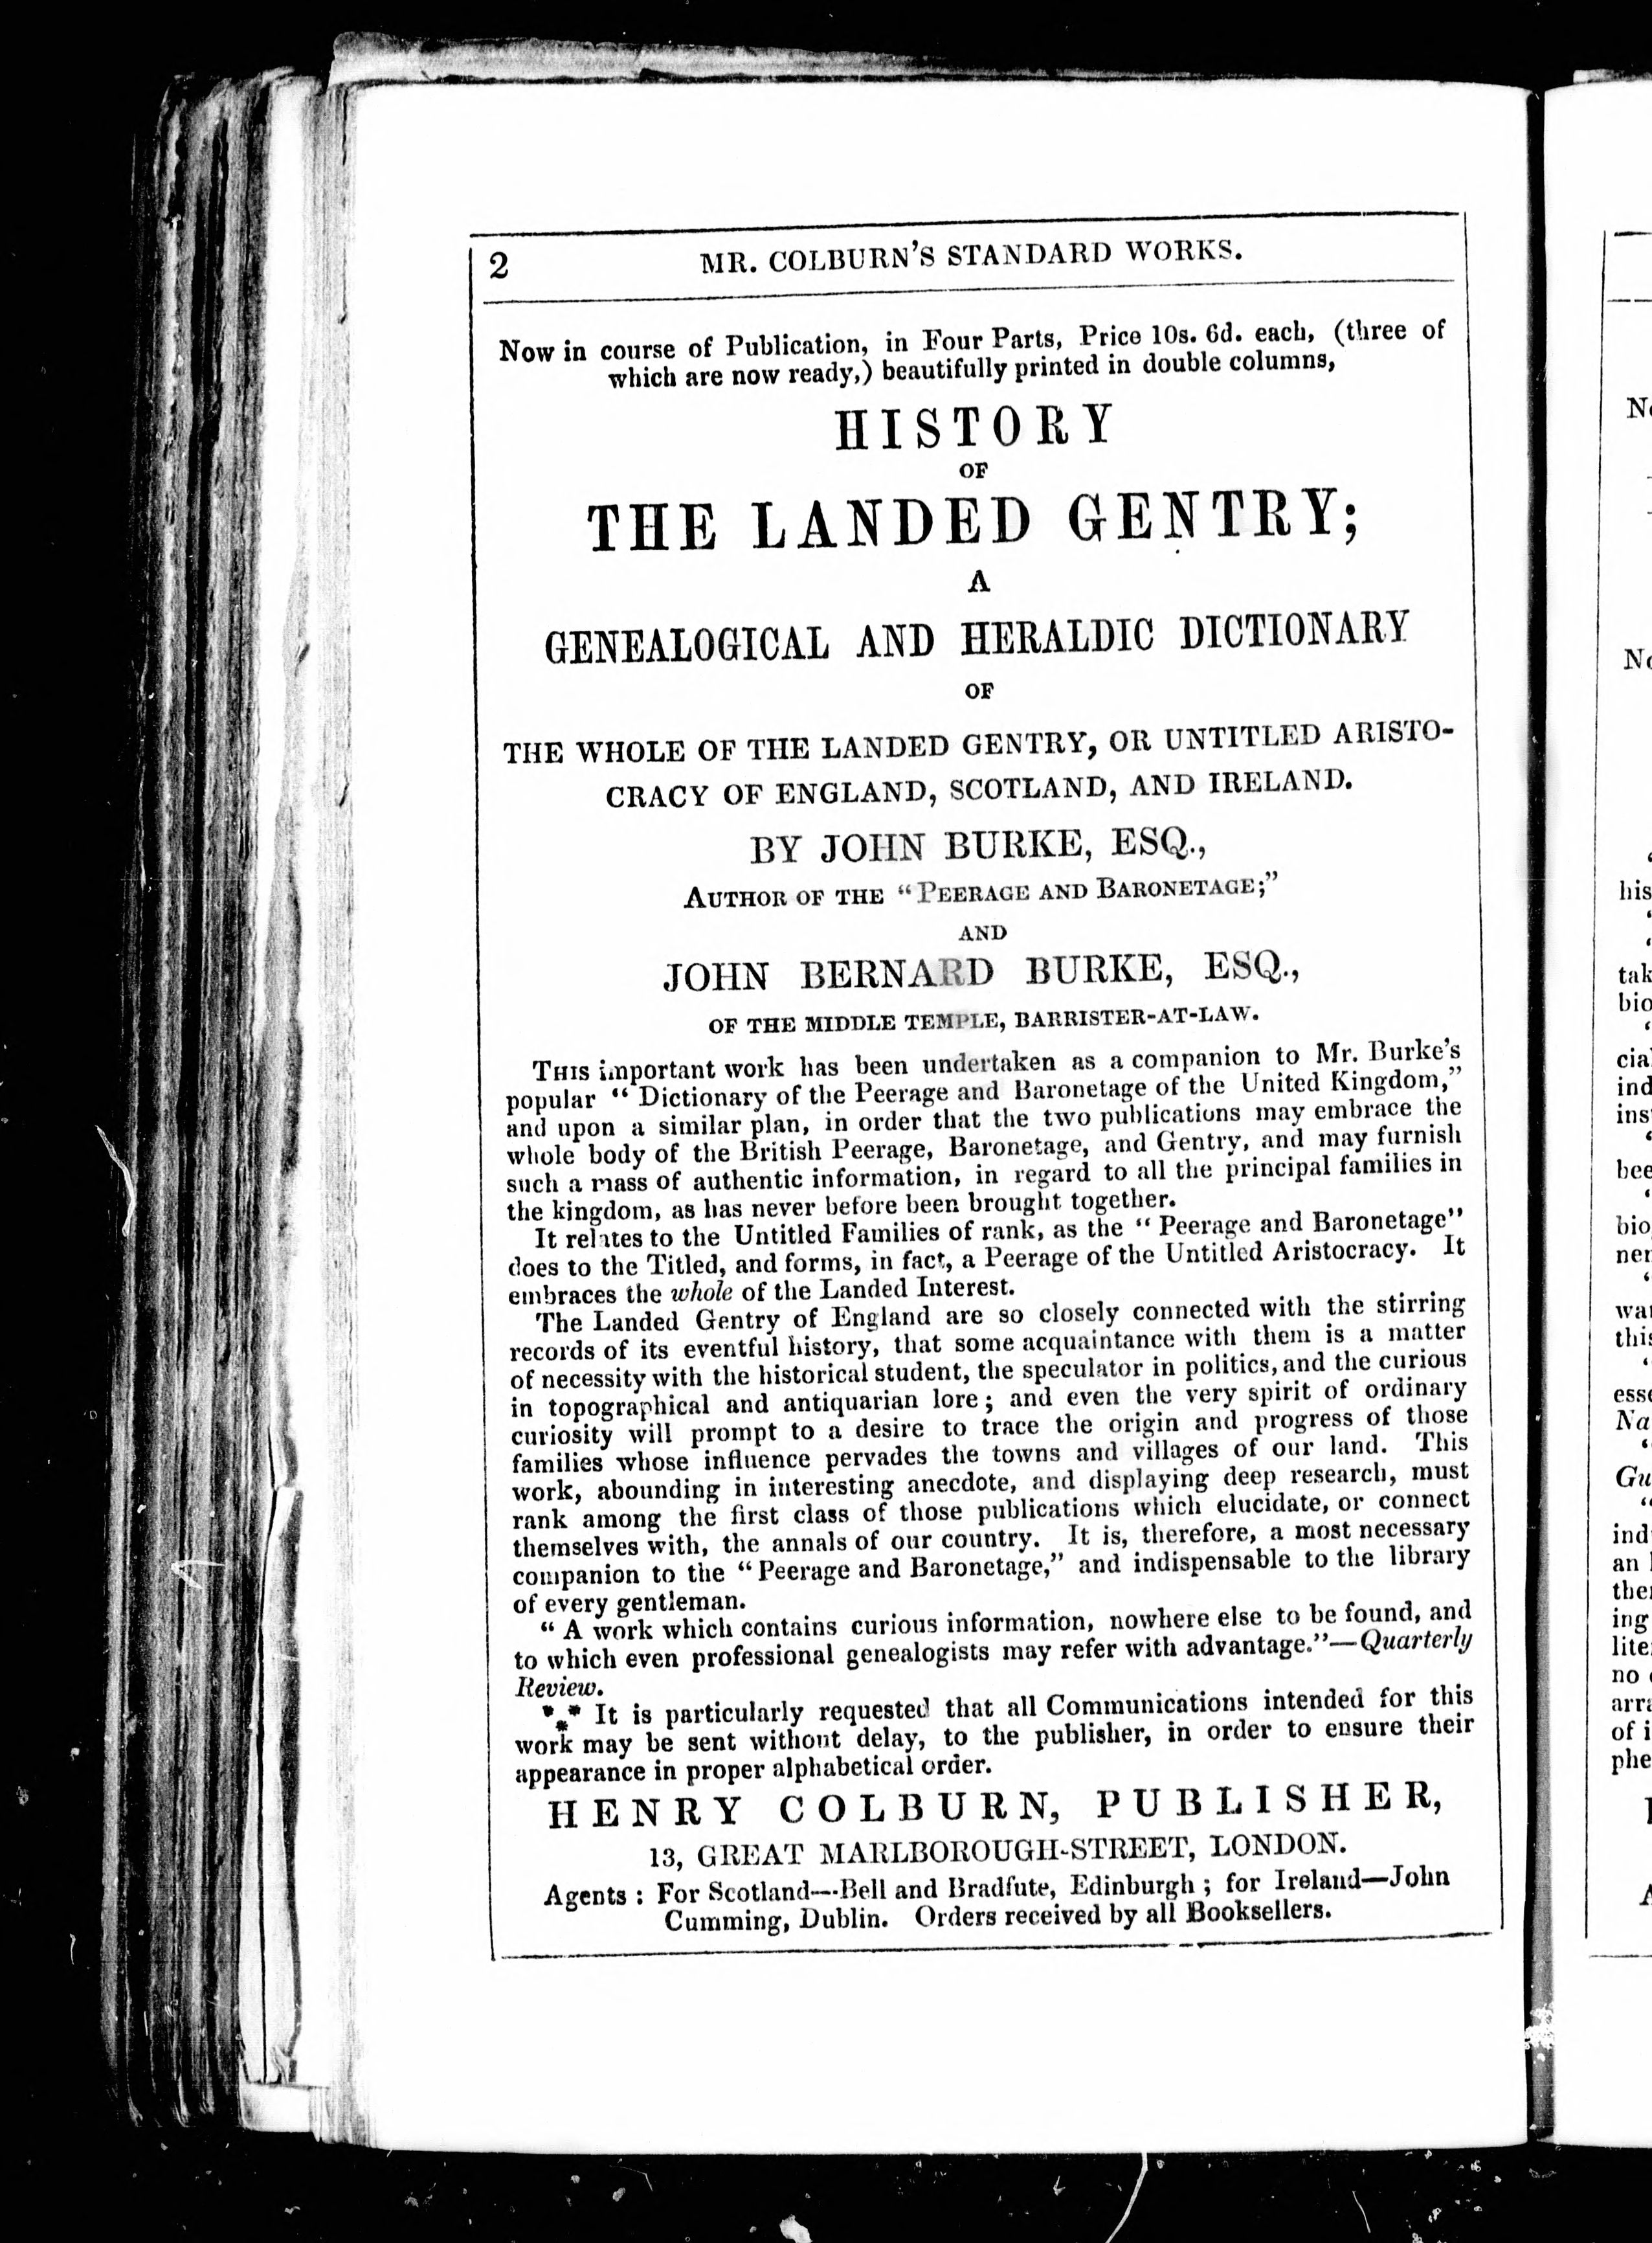 2 MR. COLBURN'S STANDARD WORKS.
Now in course of Publication, in Four Parts, Price 10s. 6d. each, (three of
which are now ready,) beautifully printed in double columns,
HISTORY
OF
THE LANDED GENTRY;
A
GENEALOGICAL AND HERALDIC DICTIONARY
OF
THE WHOLE OF THE LANDED GENTRY, OR UNTITLED ARISTO-
CRACY OF ENGLAND, SCOTLAND, AND IRELAND.
BY JOHN BURKE, ESQ.,
AUTHOR OF THE "PEERAGE AND BARONETAGE;"
AND
JOHN BERNARD BURKE, ESQ.,
OF THE MIDDLE TEMPLE, BARRISTER-AT-LAW.
THIS important work has been undertaken as a companion to Mr. Burke's
popular "Dictionary of the Peerage and Baronetage of the United Kingdom,"
and upon a similar plan, in order that the two publications may embrace the
whole body of the British Peerage, Baronetage, and Gentry, and may furnish
such a mass of authentic information, in regard to all the principal families in
the kingdom, as has never before been brought together.
It relates to the Untitled Families of rank, as the "Peerage and Baronetage"
does to the Titled, and forms, in fact, a Peerage of the Untitled Aristocracy. It
embraces the whole of the Landed Interest.
The Landed Gentry of England are so closely connected with the stirring
records of its eventful history, that some acquaintance with them is a matter
of necessity with the historical student, the speculator in politics, and the curious
in topographical and antiquarian lore; and even the very spirit of ordinary
curiosity will prompt to a desire to trace the origin and progress of those
families whose influence pervades the towns and villages of our land. This
work, abounding in interesting anecdote, and displaying deep research, must
rank among the first class of those publications which elucidate, or connect
themselves with, the annals of our country. It is, therefore, a most necessary
companion to the "Peerage and Baronetage," and indispensable to the library
of every gentleman.
"A work which contains curious information, nowhere else to be found, and
to which even professional genealogists may refer with advantage."—Quarterly
Review.
*** It is particularly requested that all Communications intended for this
work may be sent without delay, to the publisher, in order to ensure their
appearance in proper alphabetical order.
HENRY COLBURN, PUBLISHER,
13, GREAT MARLBOROUGH-STREET, LONDON.
Agents: For Scotland—Bell and Bradfute, Edinburgh; for Ireland—John
Cumming, Dublin. Orders received by all Booksellers.